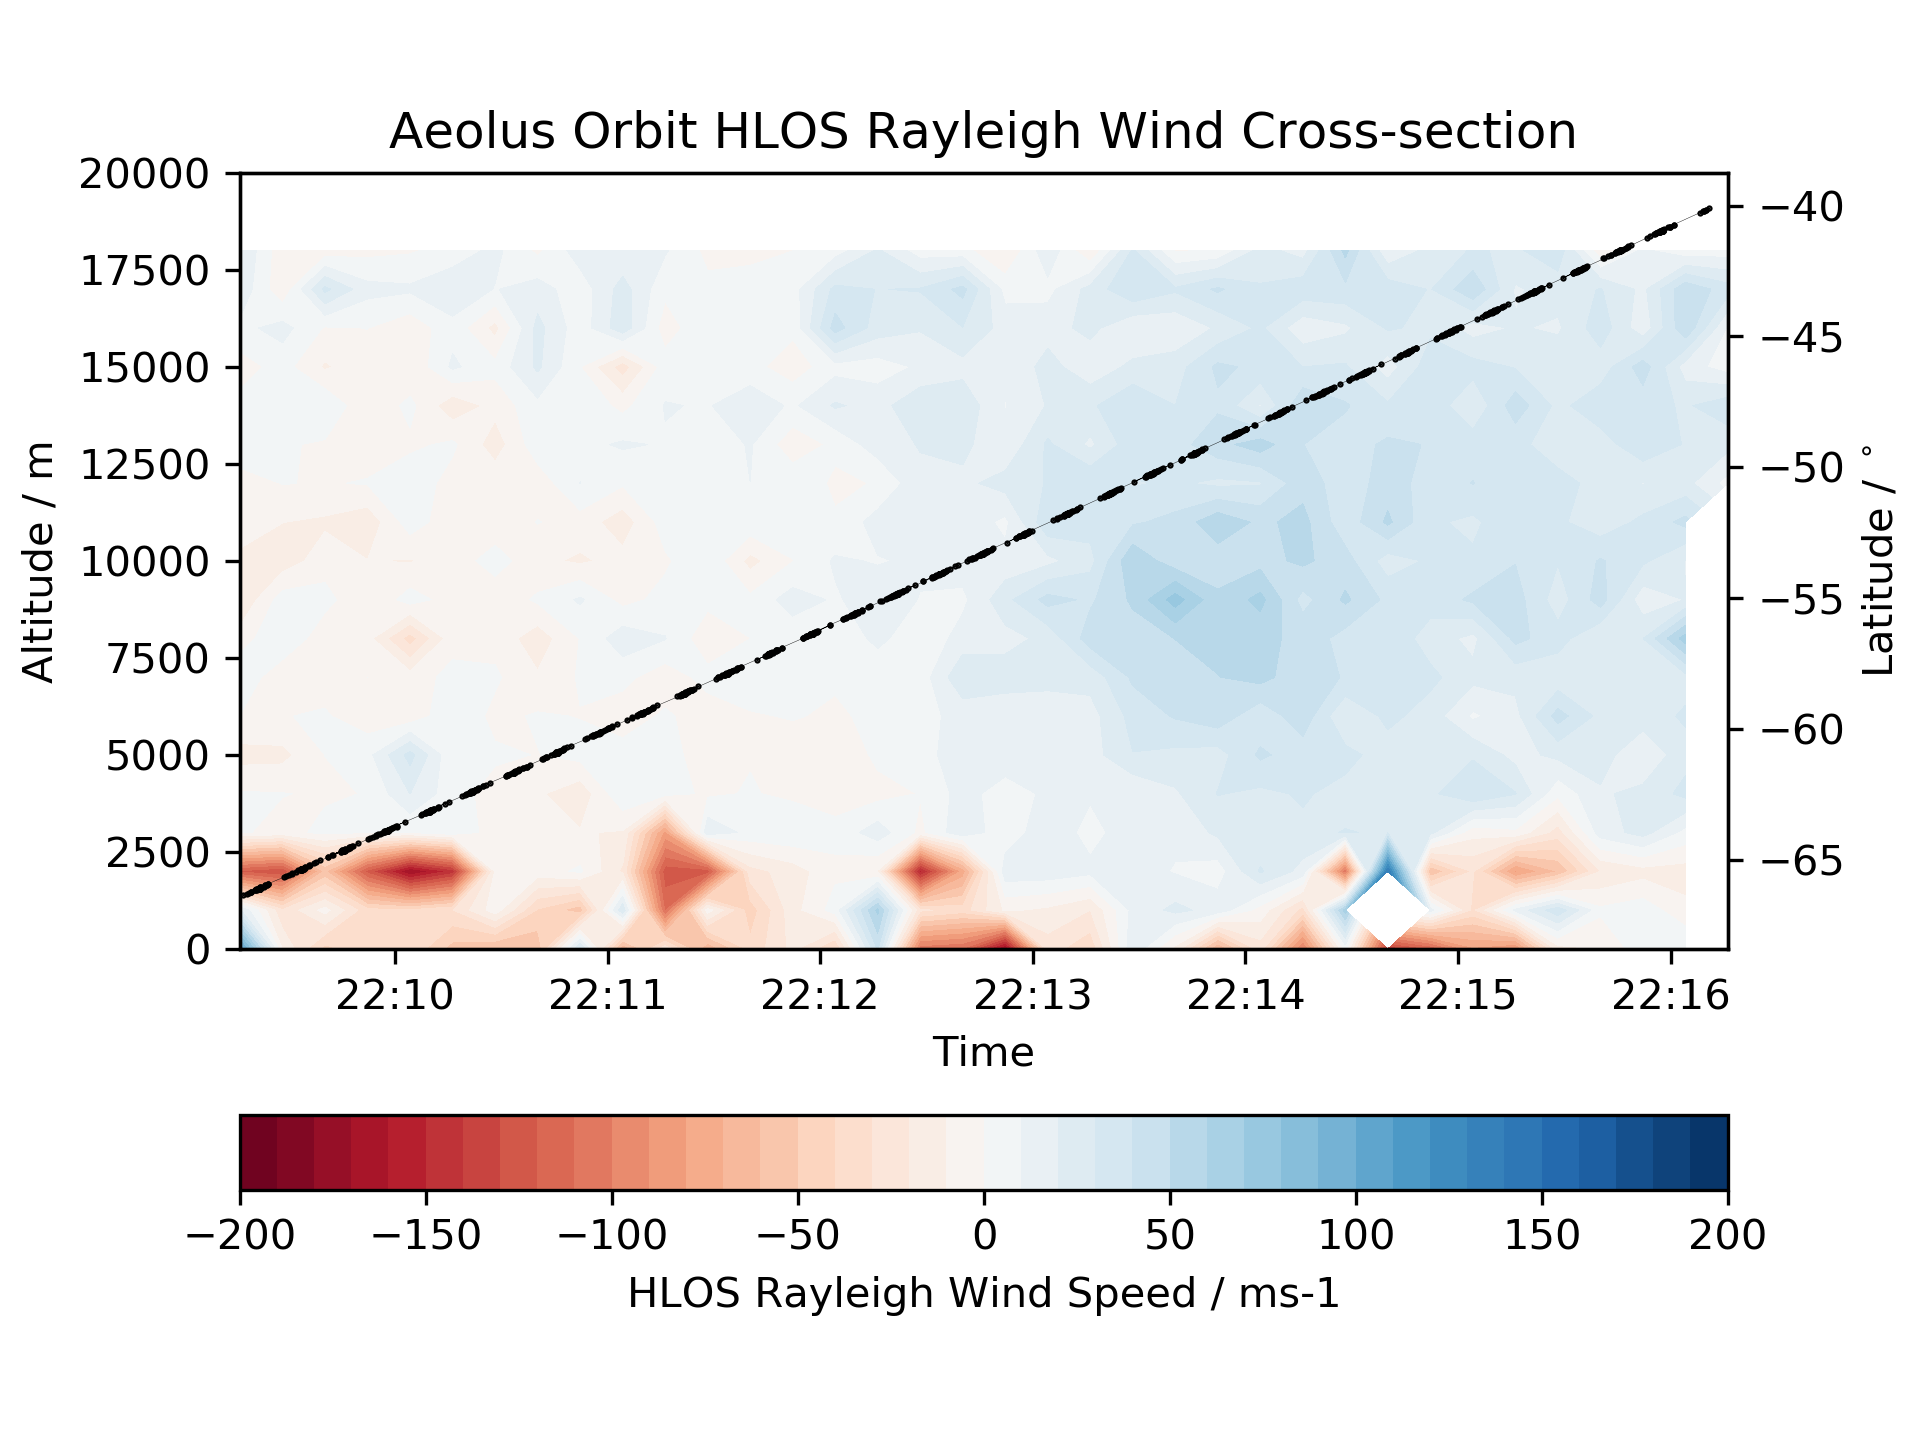 Aeolus Orbit HLOS Rayleigh Wind Cross-section
20000
17500
15000
12500
10000
7500
5000
2500
0
Altitude / m
−40
−45
−50
−55
−60
−65
Latitude / °
22:10 22:11 22:12 22:13 22:14 22:15 22:16
Time
−200 −150 −100 −50 0 50 100 150 200
HLOS Rayleigh Wind Speed / ms-1